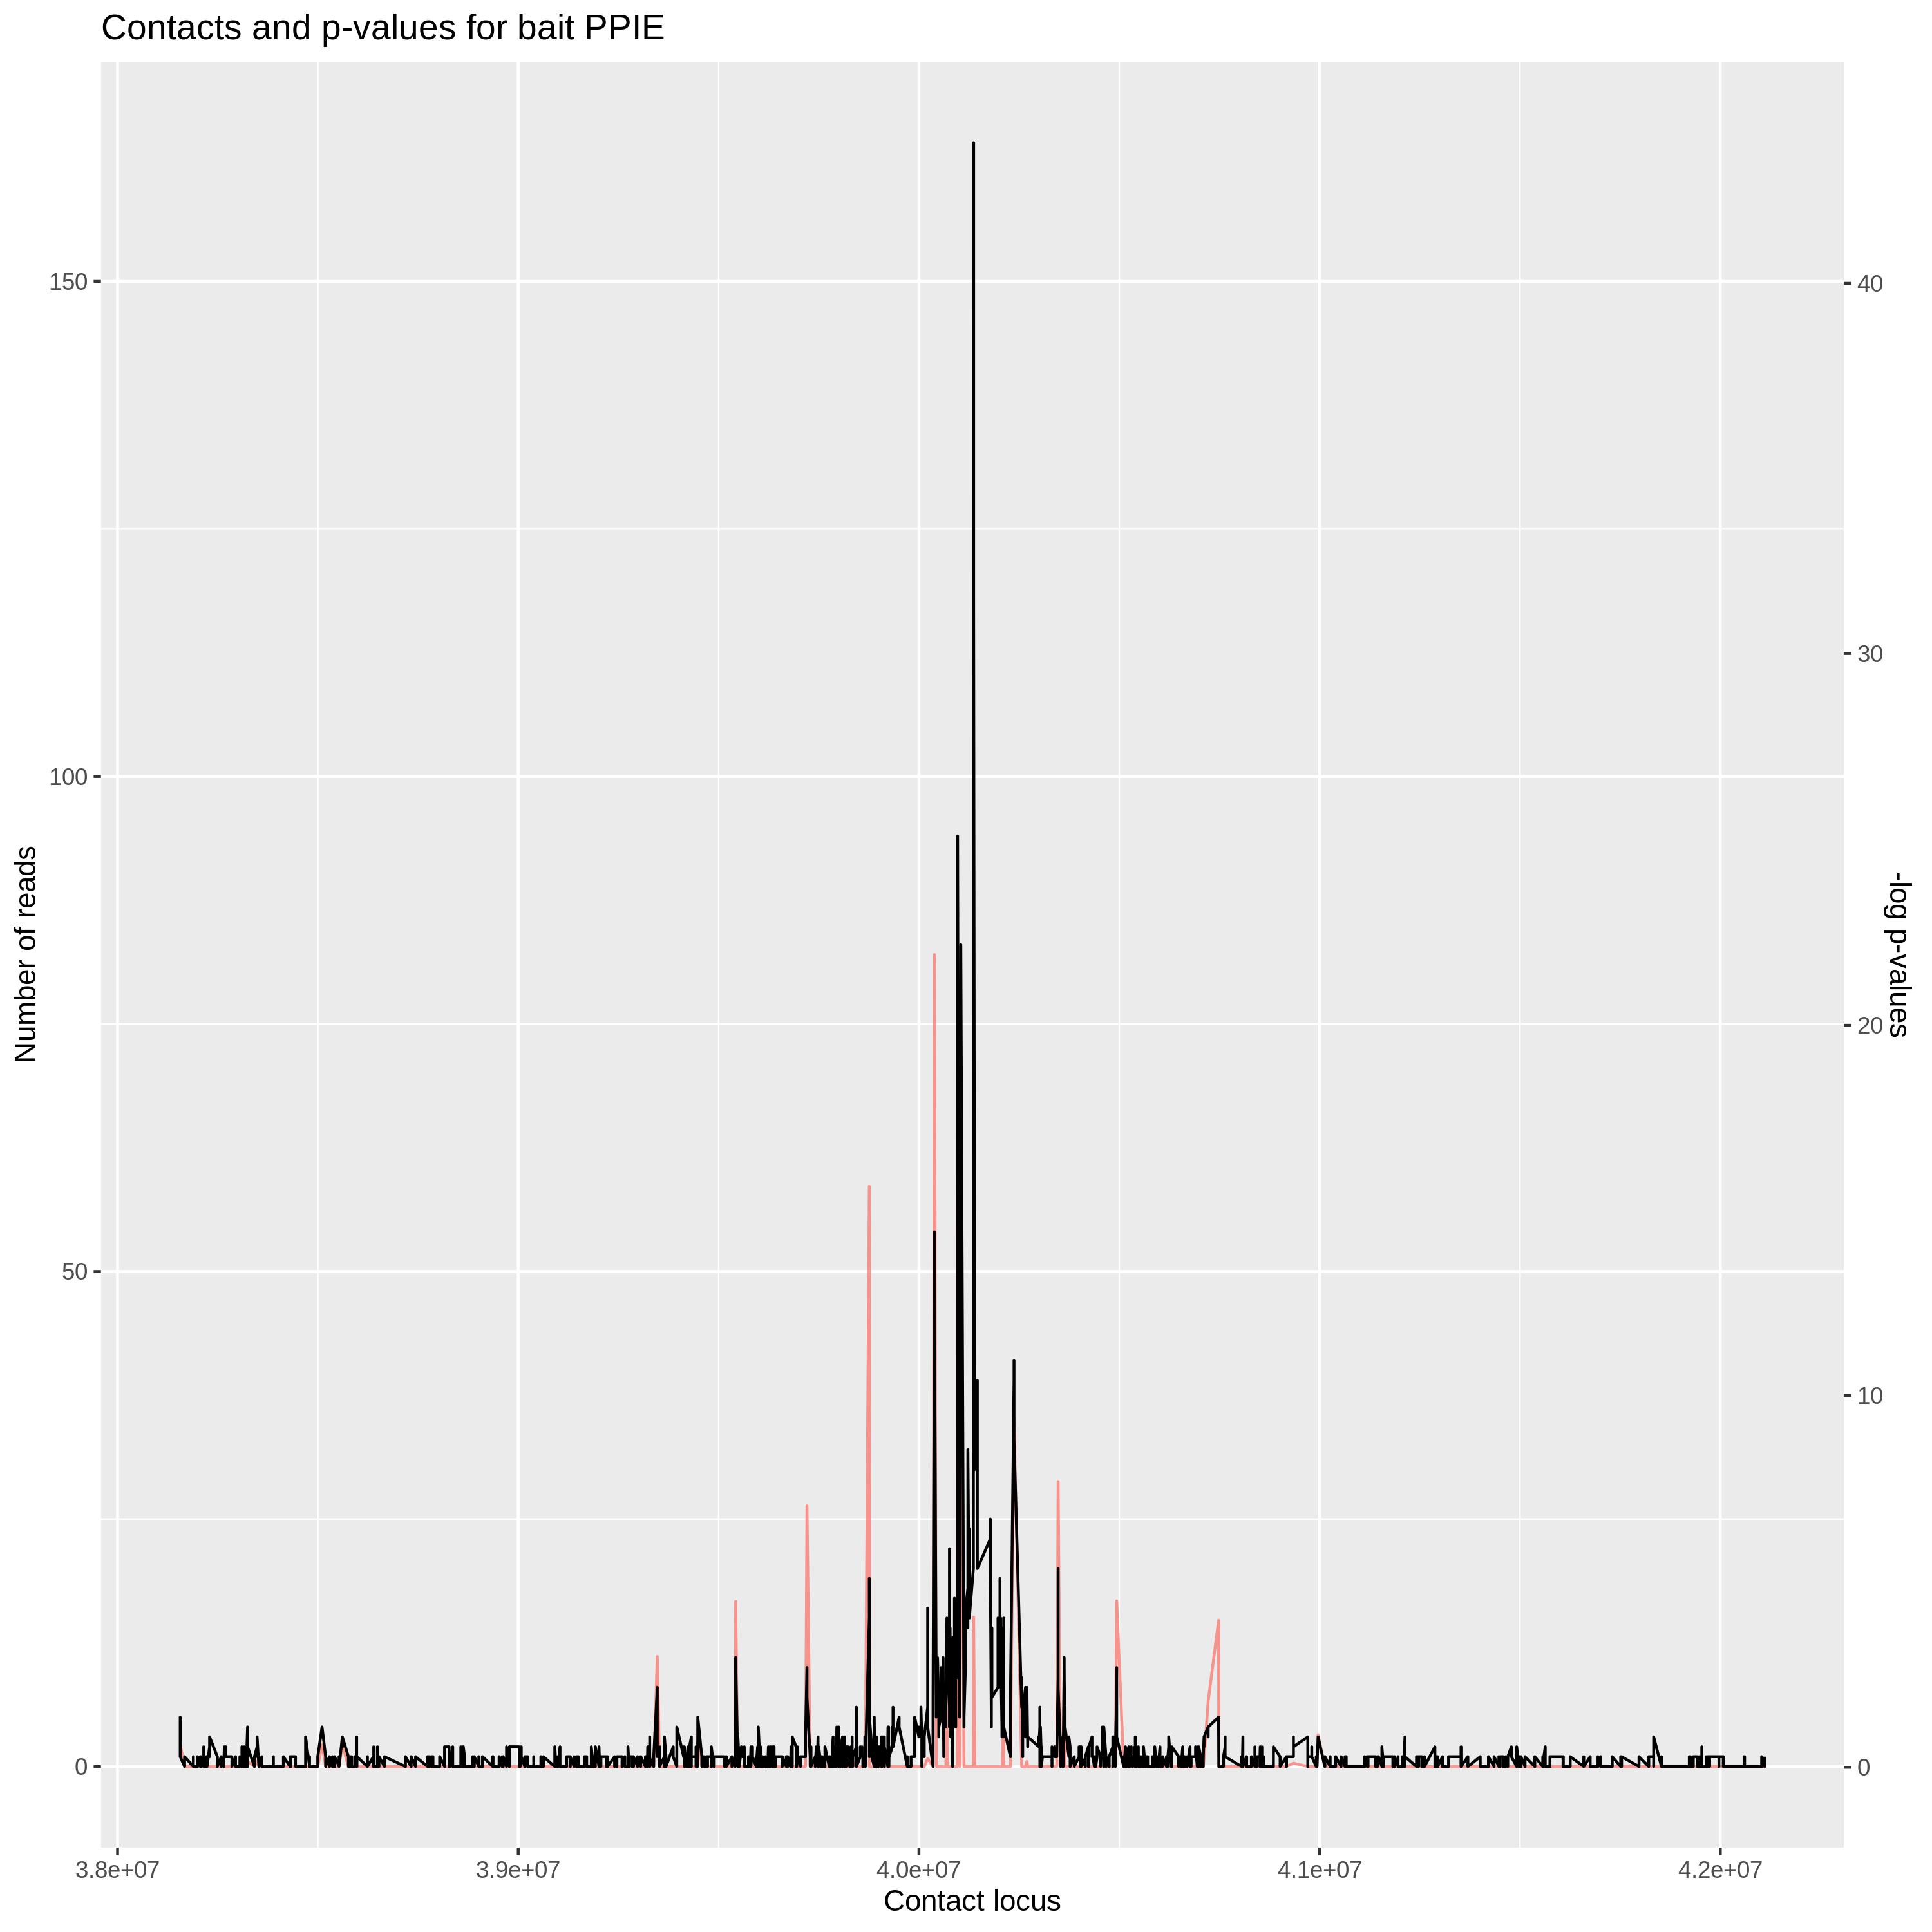 Contacts and p-values for bait PPIE
150
100
50
0
Number of reads
40
30
20
10
0
-log p-values
3.8e+07
3.9e+07
4.0e+07
4.1e+07
4.2e+07
Contact locus